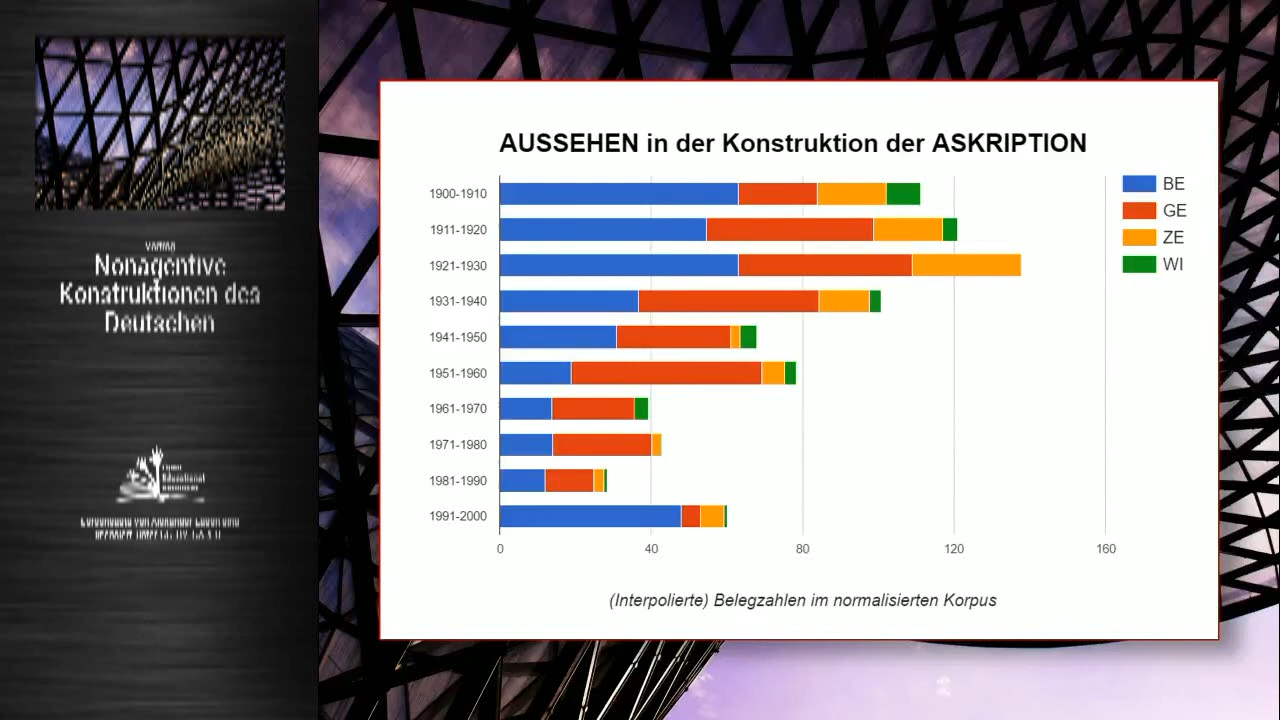 Nonagentive
Konstruktionen des
Deutschen
AUSSEHEN in der Konstruktion der ASKRIPTION
1900-1910
1911-1920
1921-1930
1931-1940
1941-1950
1951-1960
1961-1970
1971-1980
1981-1990
1991-2000
0 40 80 120 160
BE
GE
ZE
WI
(Interpolierte) Belegzahlen im normalisierten Korpus